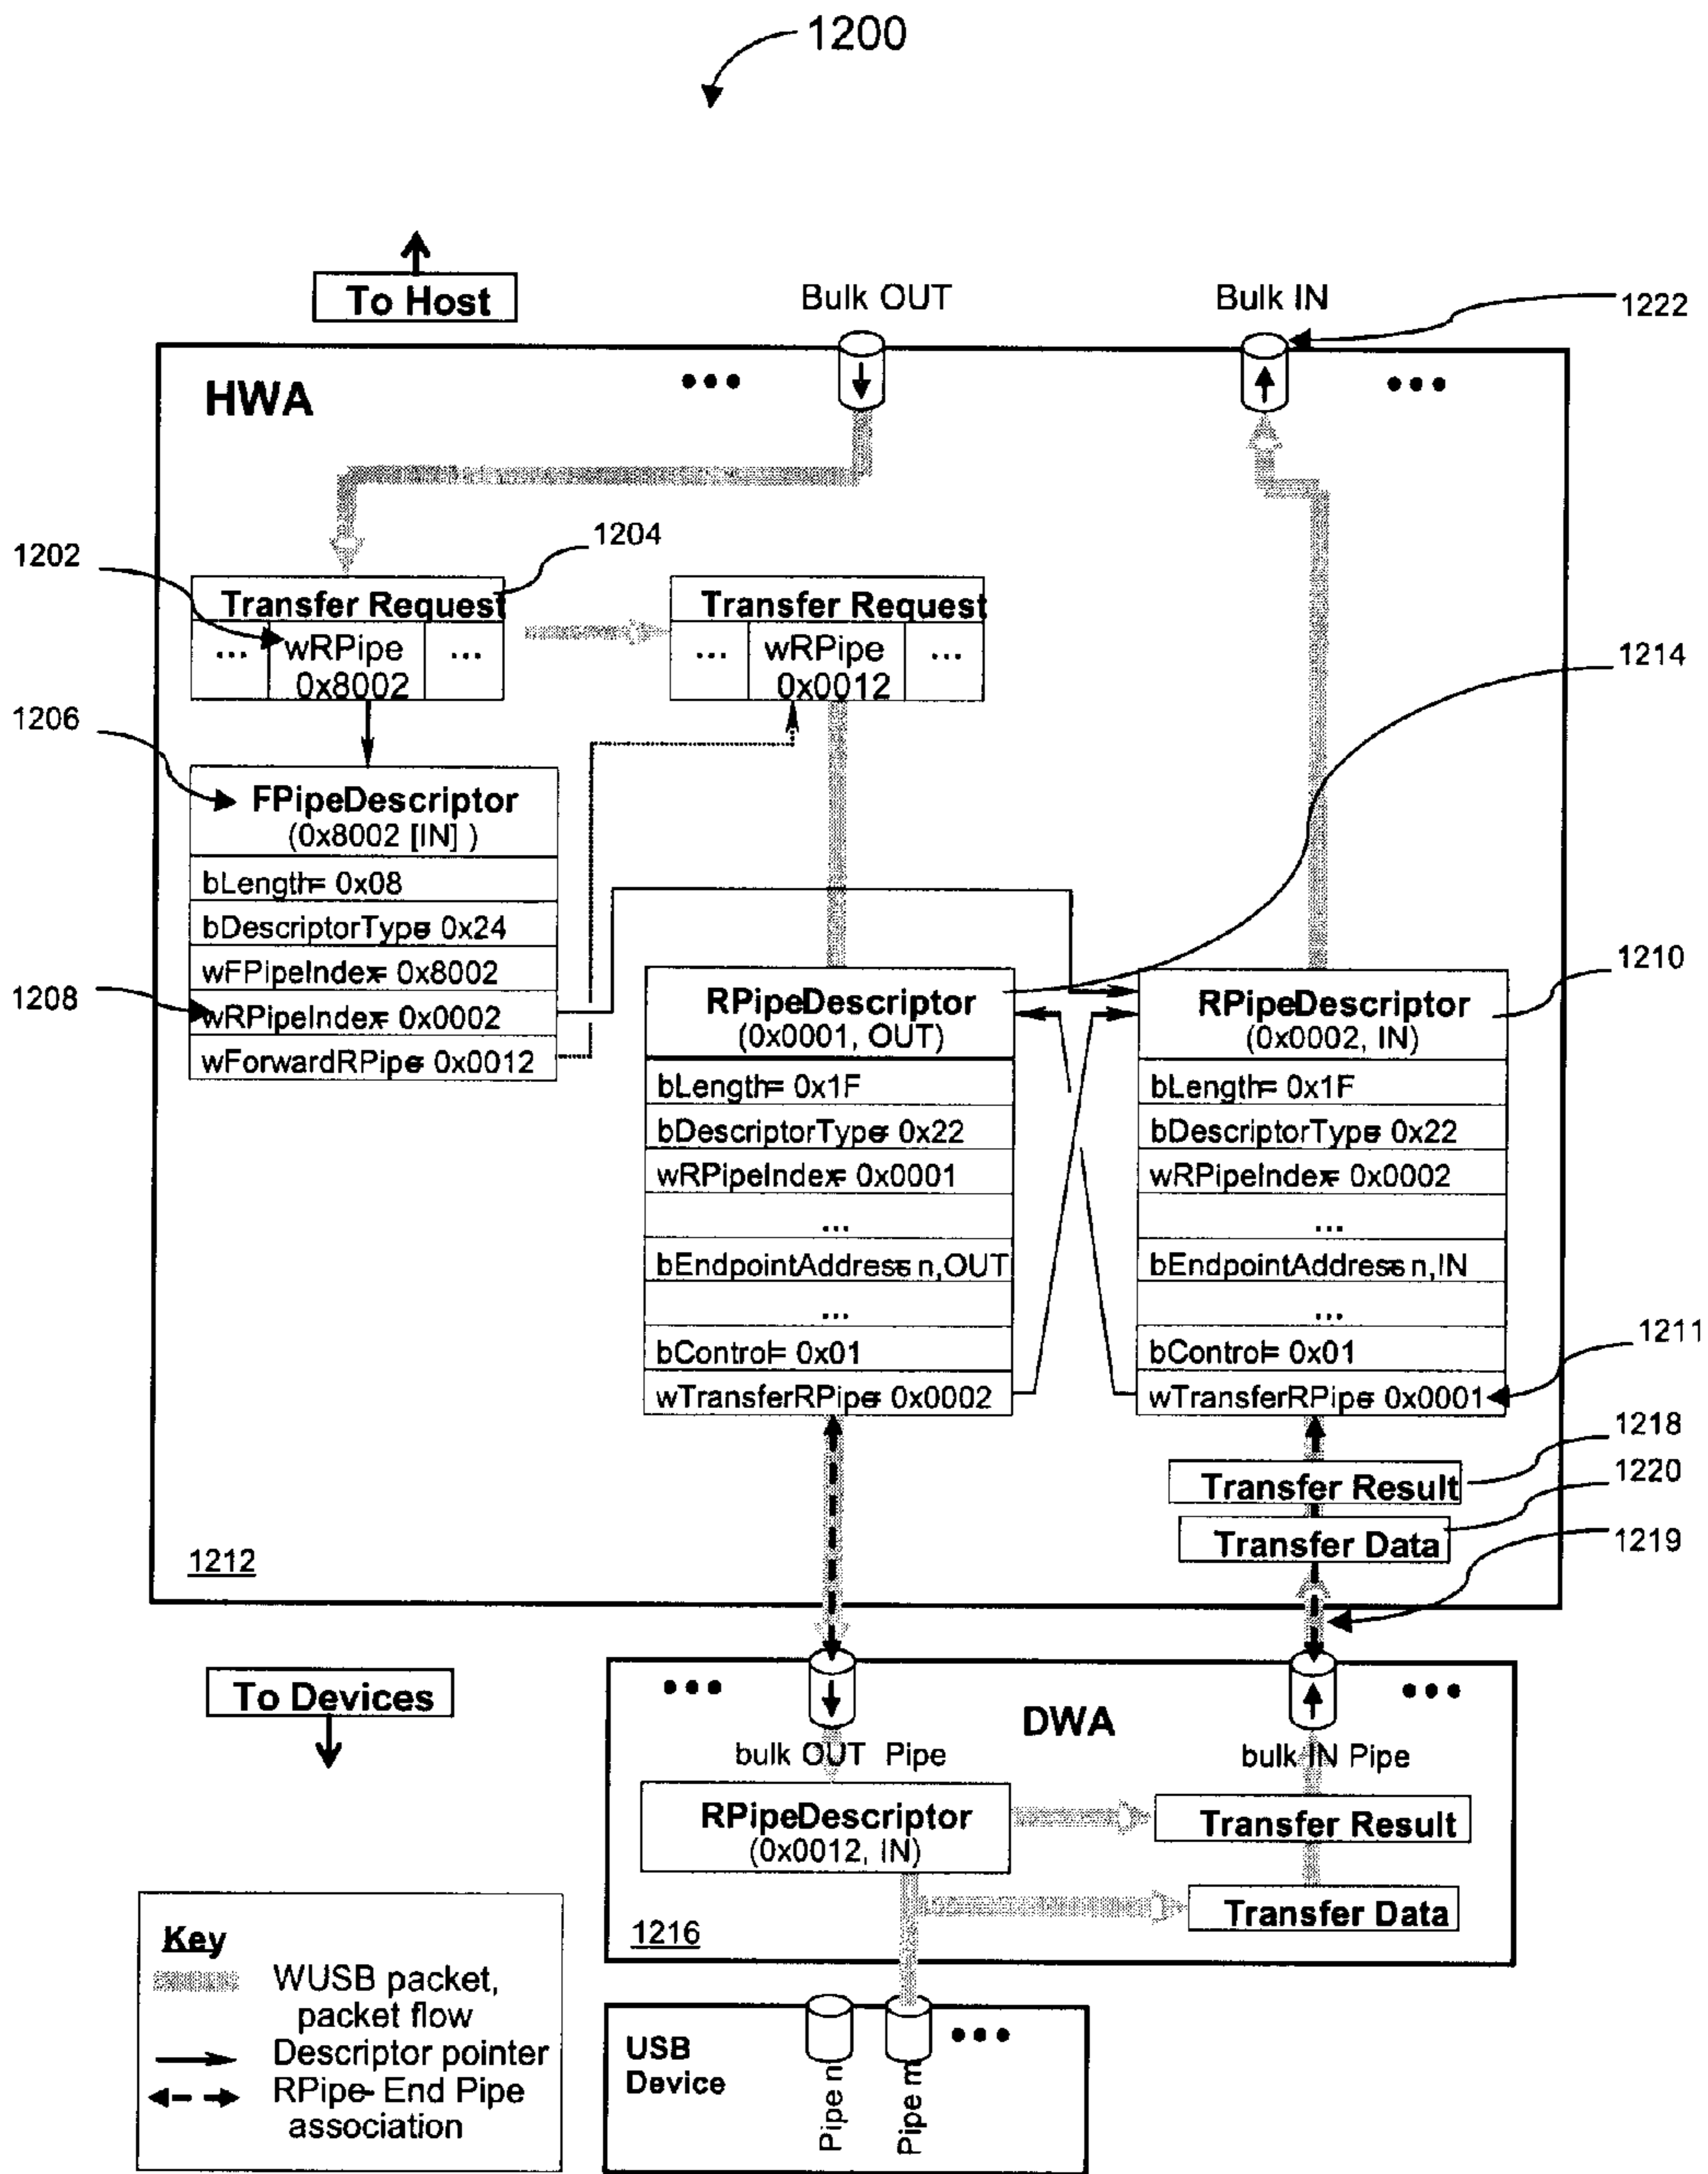 1200
To Host
Bulk OUT
Bulk IN
1222
HWA
1202
1204
Transfer Request
... wRPipe ...
0x8002
Transfer Request
... wRPipe ...
0x0012
1214
1206
FPipeDescriptor
(0x8002 [IN] )
bLength= 0x08
bDescriptorType= 0x24
wFPipeIndex= 0x8002
1208
wRPipeIndex= 0x0002
wForwardRPipe= 0x0012
RPipeDescriptor
(0x0001, OUT)
bLength= 0x1F
bDescriptorType= 0x22
wRPipeIndex= 0x0001
...
bEndpointAddress= n,OUT
...
bControl= 0x01
wTransferRPipe= 0x0002
1210
RPipeDescriptor
(0x0002, IN)
bLength= 0x1F
bDescriptorType= 0x22
wRPipeIndex= 0x0002
...
bEndpointAddress= n,IN
...
bControl= 0x01
wTransferRPipe= 0x0001
1211
1218
Transfer Result
1220
Transfer Data
1219
1212
To Devices
DWA
bulk OUT Pipe
bulk IN Pipe
RPipeDescriptor
(0x0012, IN)
Transfer Result
Transfer Data
1216
Key
WUSB packet,
packet flow
Descriptor pointer
RPipe- End Pipe
association
USB
Device
Pipe n
Pipe m